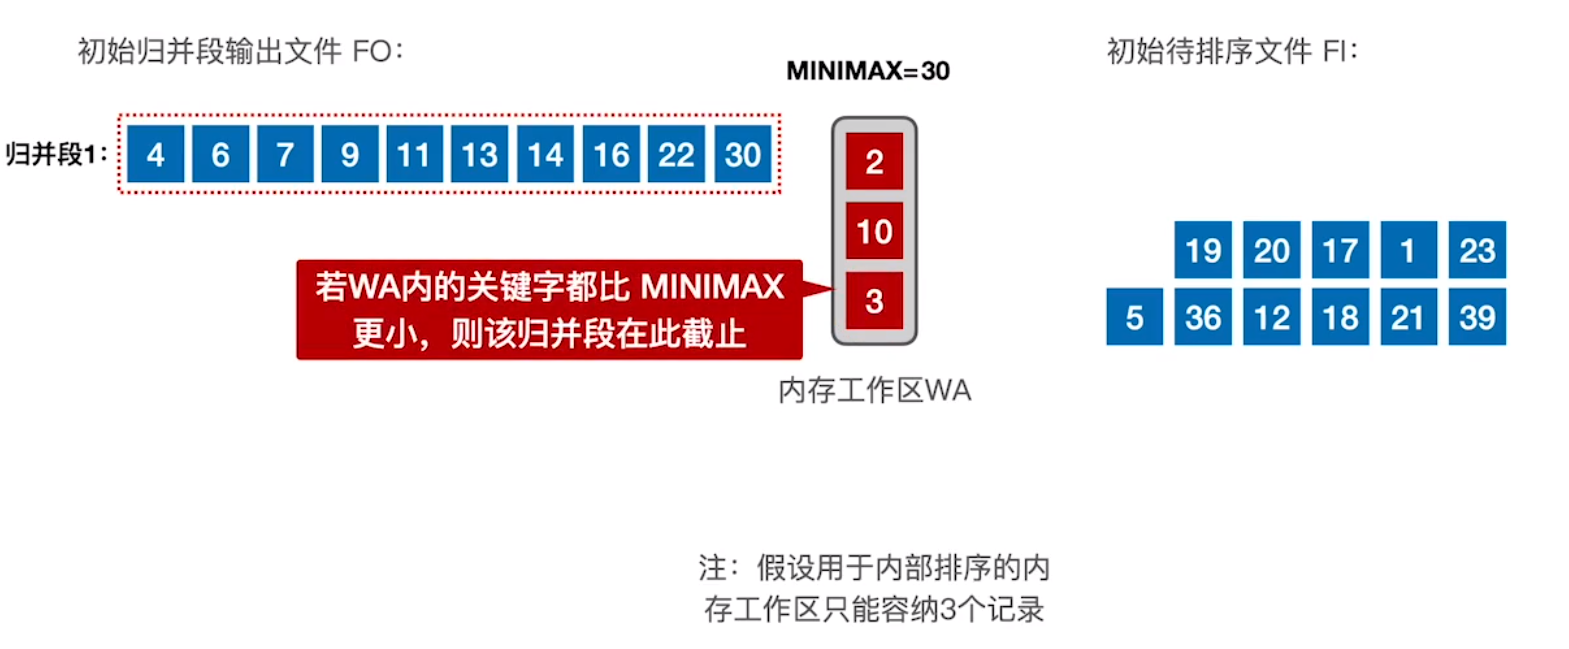 初始归并段输出文件 FO：
初始待排序文件 FI：
MINIMAX=30
归并段1：
4 6 7 9 11 13 14 16 22 30
2
10
3
若WA内的关键字都比 MINIMAX
更小，则该归并段在此截止
19 20 17 1 23
5 36 12 18 21 39
内存工作区WA
注：假设用于内部排序的内
存工作区只能容纳3个记录